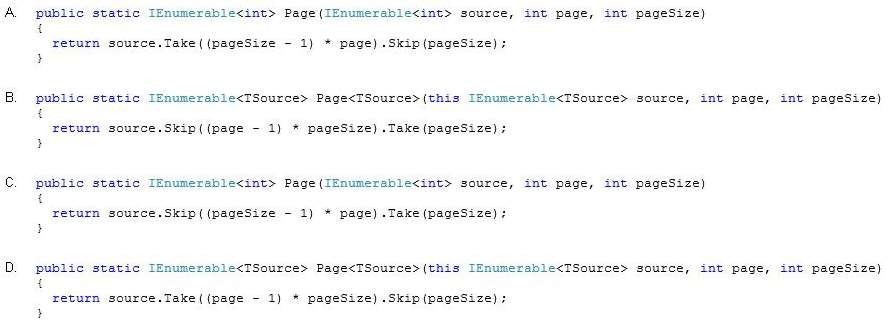 A. public static IEnumerable<int> Page(IEnumerable<int> source, int page, int pageSize)
{
return source.Take((pageSize - 1) * page).Skip(pageSize);
}
B. public static IEnumerable<TSource> Page<TSource>(this IEnumerable<TSource> source, int page, int pageSize)
{
return source.Skip((page - 1) * pageSize).Take(pageSize);
}
C. public static IEnumerable<int> Page(IEnumerable<int> source, int page, int pageSize)
{
return source.Skip((pageSize - 1) * page).Take(pageSize);
}
D. public static IEnumerable<TSource> Page<TSource>(this IEnumerable<TSource> source, int page, int pageSize)
{
return source.Take((page - 1) * pageSize).Skip(pageSize);
}